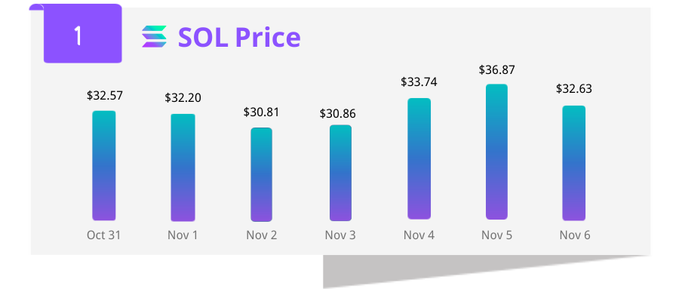 1
SOL Price
$32.57
$32.20
$30.81
$30.86
$33.74
$36.87
$32.63
Oct 31
Nov 1
Nov 2
Nov 3
Nov 4
Nov 5
Nov 6